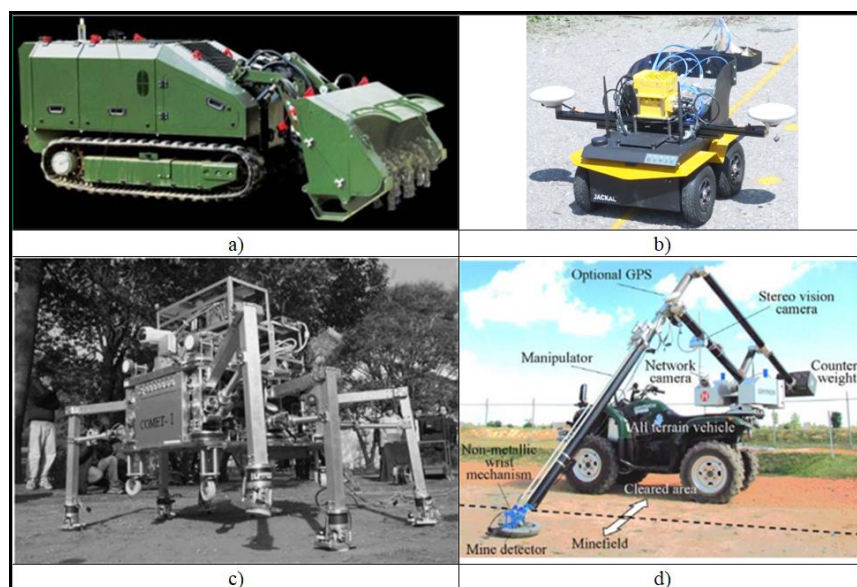 JACKAL
a)
b)
COMET-I
Optional GPS
Stereo vision
camera
Manipulator
Network
camera
Counter
weight
All terrain vehicle
Non-metallic
wrist
mechanism
Cleared area
Mine detector
Minefield
c)
d)